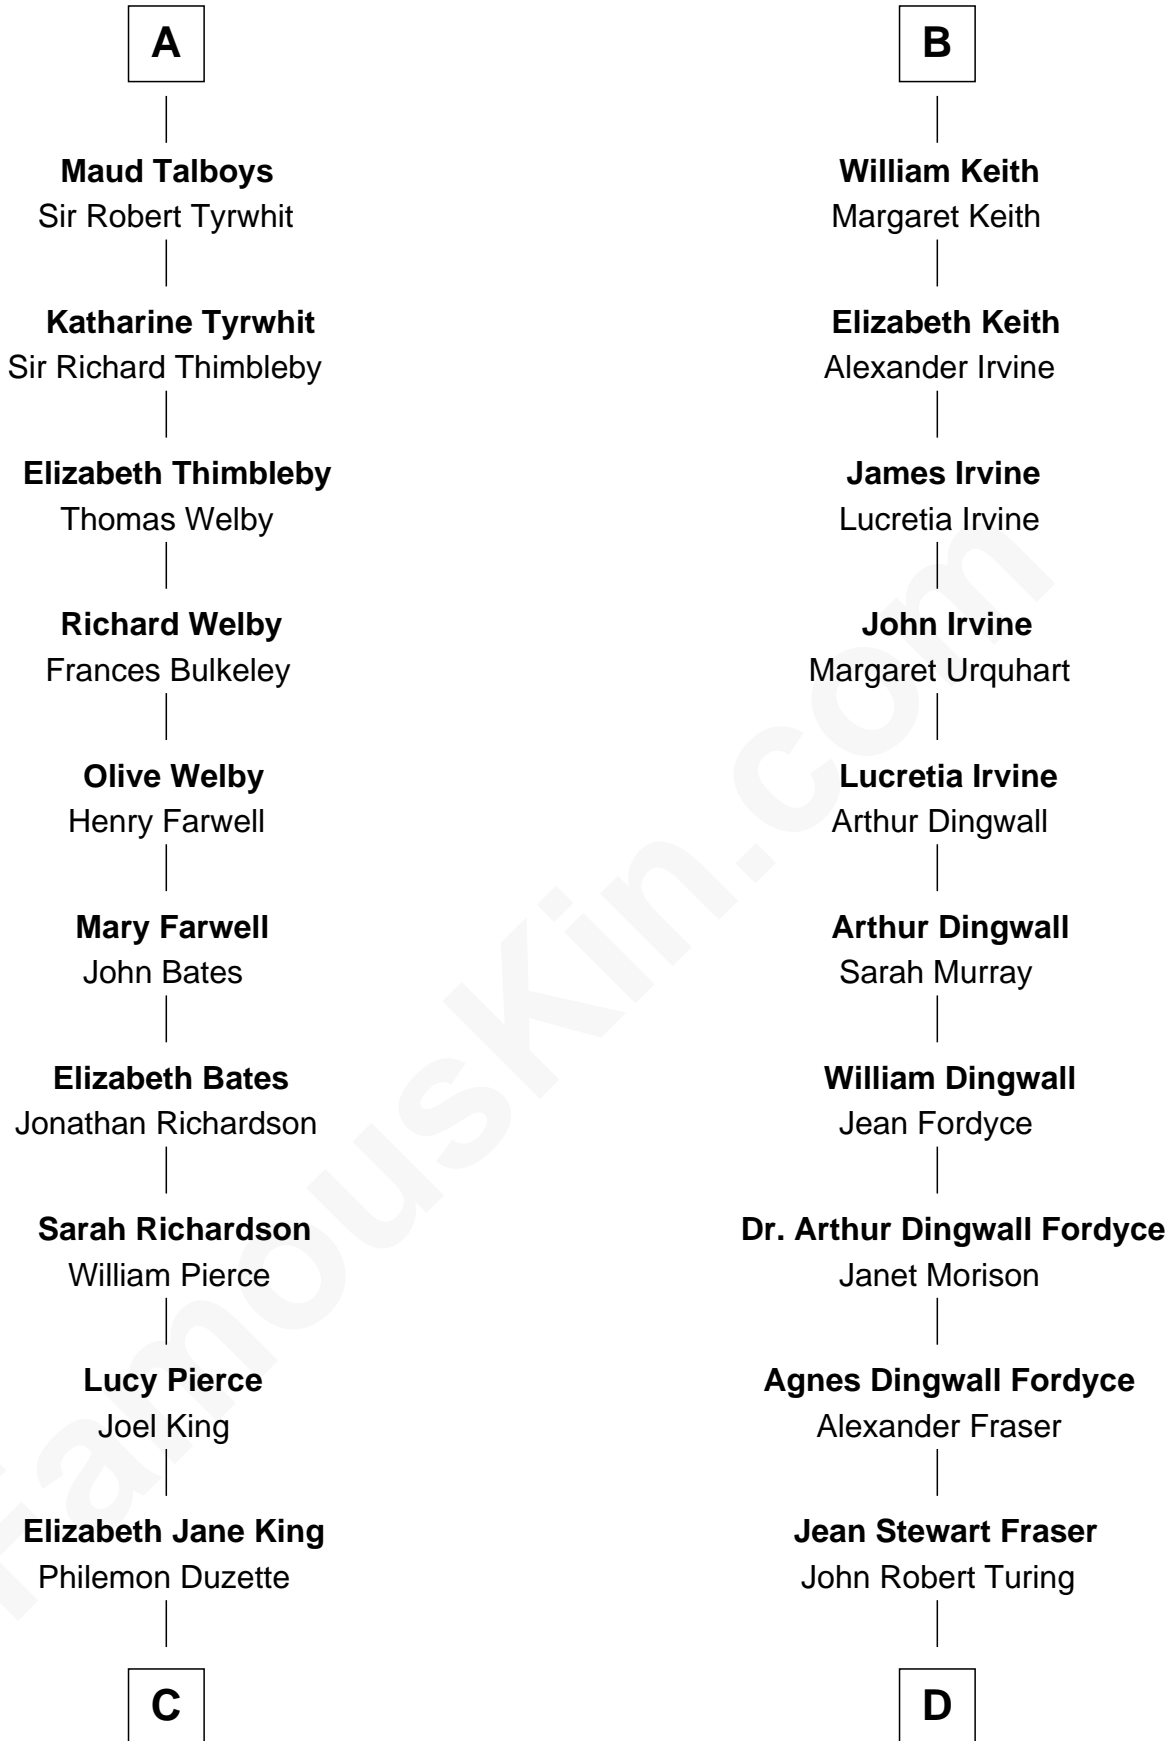 A
Maud Talboys
Sir Robert Tyrwhit
Katharine Tyrwhit
Sir Richard Thimbleby
Elizabeth Thimbleby
Thomas Welby
Richard Welby
Frances Bulkeley
Olive Welby
Henry Farwell
Mary Farwell
John Bates
Elizabeth Bates
Jonathan Richardson
Sarah Richardson
William Pierce
Lucy Pierce
Joel King
Elizabeth Jane King
Philemon Duzette
C
B
William Keith
Margaret Keith
Elizabeth Keith
Alexander Irvine
James Irvine
Lucretia Irvine
John Irvine
Margaret Urquhart
Lucretia Irvine
Arthur Dingwall
Arthur Dingwall
Sarah Murray
William Dingwall
Jean Fordyce
Dr. Arthur Dingwall Fordyce
Janet Morison
Agnes Dingwall Fordyce
Alexander Fraser
Jean Stewart Fraser
John Robert Turing
D
FamousKin.com